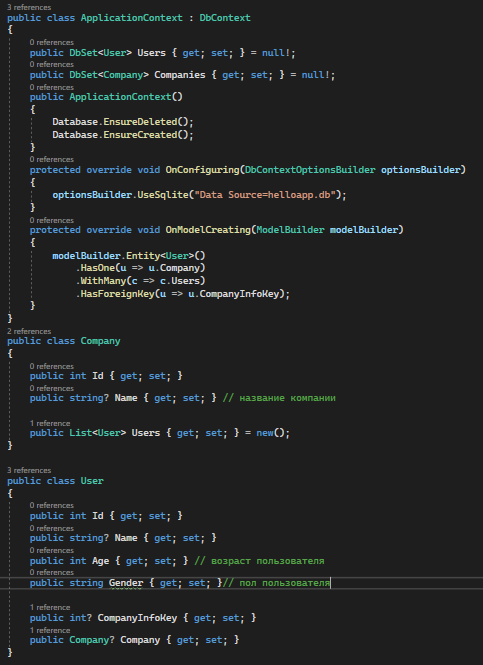 3 references
public class ApplicationContext : DbContext
{
0 references
public DbSet<User> Users { get; set; } = null!;
0 references
public DbSet<Company> Companies { get; set; } = null!;
0 references
public ApplicationContext()
{
Database.EnsureDeleted();
Database.EnsureCreated();
}
0 references
protected override void OnConfiguring(DbContextOptionsBuilder optionsBuilder)
{
optionsBuilder.UseSqlite("Data Source=helloapp.db");
}
0 references
protected override void OnModelCreating(ModelBuilder modelBuilder)
{
modelBuilder.Entity<User>()
.HasOne(u => u.Company)
.WithMany(c => c.Users)
.HasForeignKey(u => u.CompanyInfoKey);
}
}
2 references
public class Company
{
0 references
public int Id { get; set; }
0 references
public string? Name { get; set; } // название компании
1 reference
public List<User> Users { get; set; } = new();
}
3 references
public class User
{
0 references
public int Id { get; set; }
0 references
public string? Name { get; set; }
0 references
public int Age { get; set; } // возраст пользователя
0 references
public string Gender { get; set; }// пол пользователя
1 reference
public int? CompanyInfoKey { get; set; }
1 reference
public Company? Company { get; set; }
}